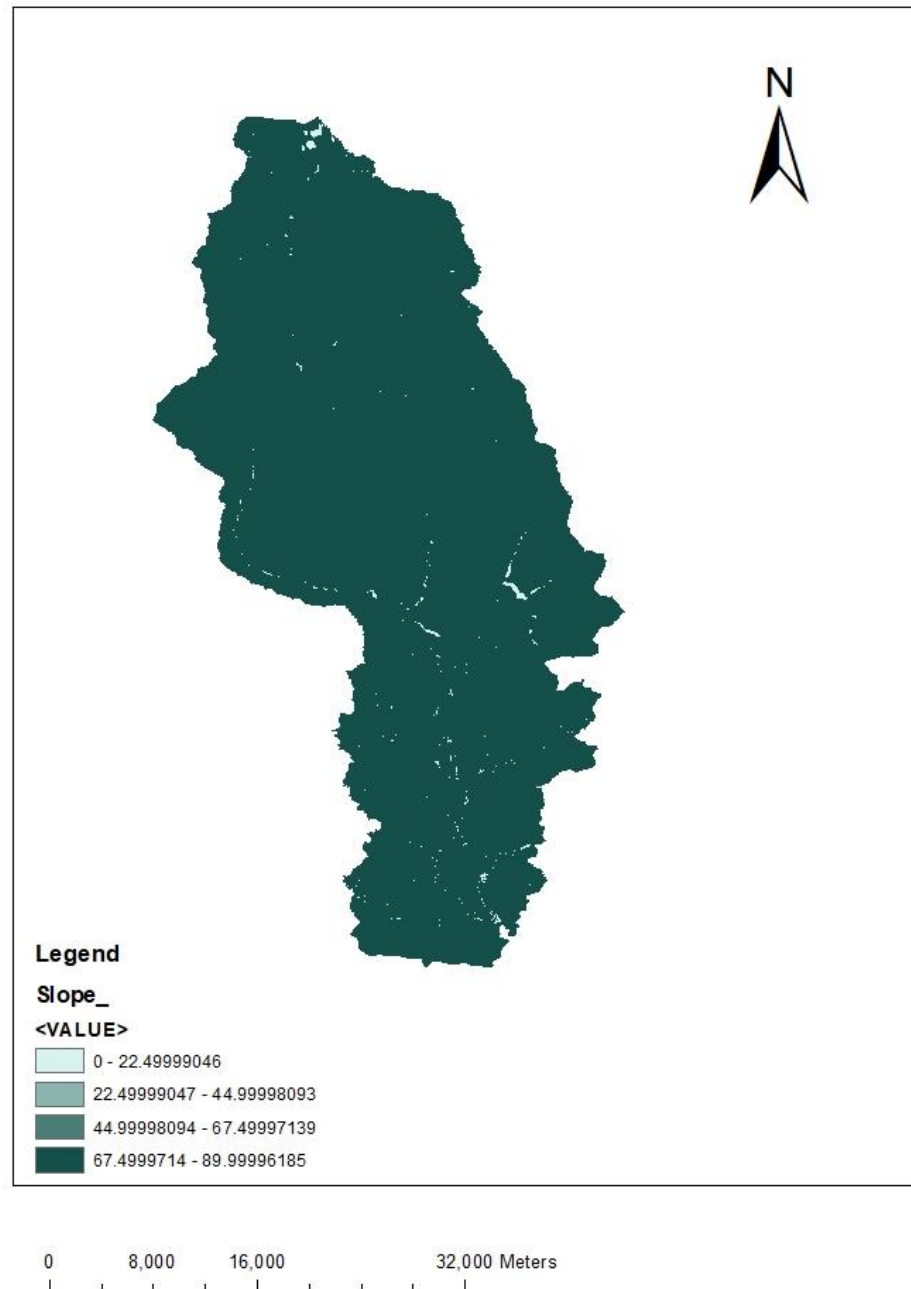 N
Legend
Slope_
<VALUE>
0 - 22.49999046
22.49999047 - 44.99998093
44.99998094 - 67.49997139
67.4999714 - 89.99996185
0 8,000 16,000 32,000 Meters